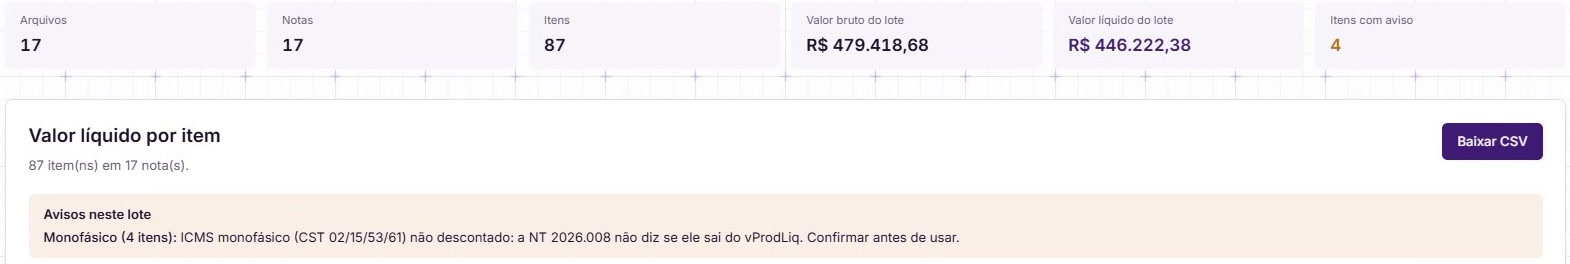 Arquivos
17
Notas
17
Itens
87
Valor bruto do lote
R$ 479.418,68
Valor líquido do lote
R$ 446.222,38
Itens com aviso
4
Valor líquido por item
87 item(ns) em 17 nota(s).
Baixar CSV
Avisos neste lote
Monofásico (4 itens): ICMS monofásico (CST 02/15/53/61) não descontado: a NT 2026.008 não diz se ele sai do vProdLiq. Confirmar antes de usar.